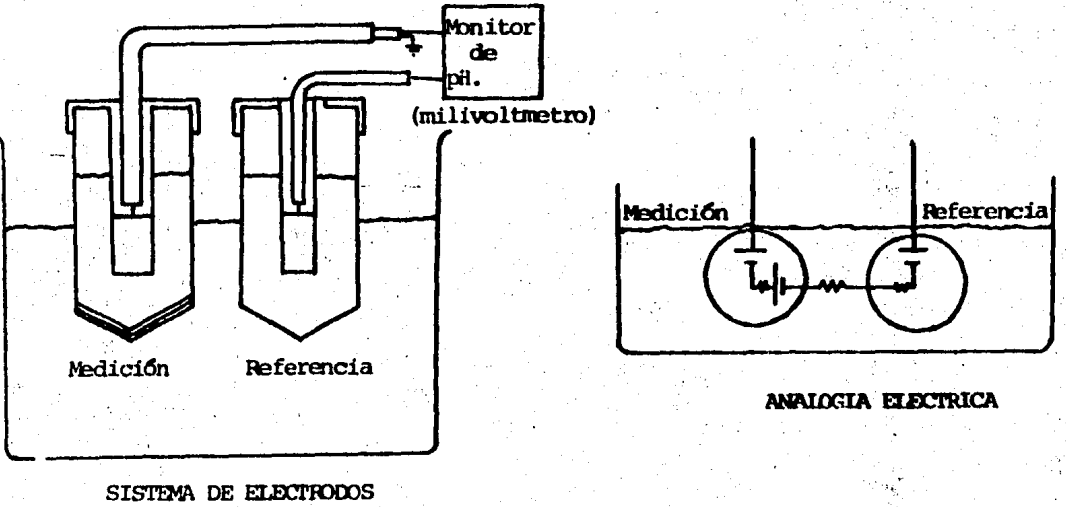 Monitor
de
pH.
(milivoltmetro)
Medición
Referencia
SISTEMA DE ELECTRODOS
Medición
Referencia
ANALOGIA ELECTRICA